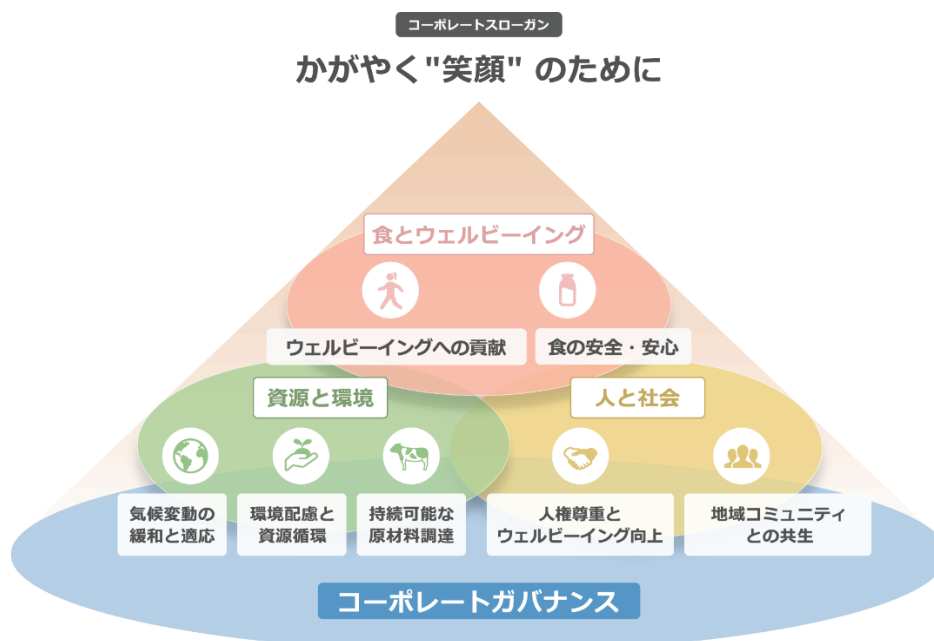 コーポレートスローガン
かがやく"笑顔" のために
食とウェルビーイング
ウェルビーイングへの貢献
食の安全・安心
資源と環境
人と社会
気候変動の
緩和と適応
環境配慮と
資源循環
持続可能な
原材料調達
人権尊重と
ウェルビーイング向上
地域コミュニティ
との共生
コーポレートガバナンス